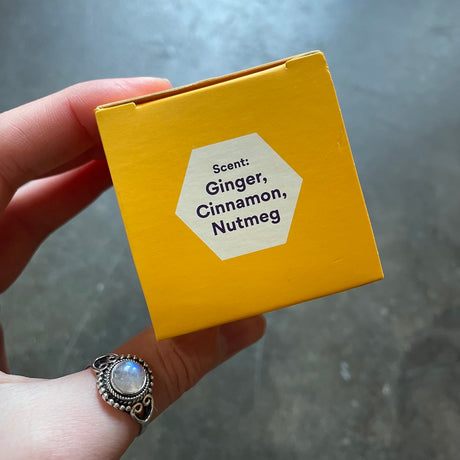 Scent:
Ginger,
Cinnamon,
Nutmeg